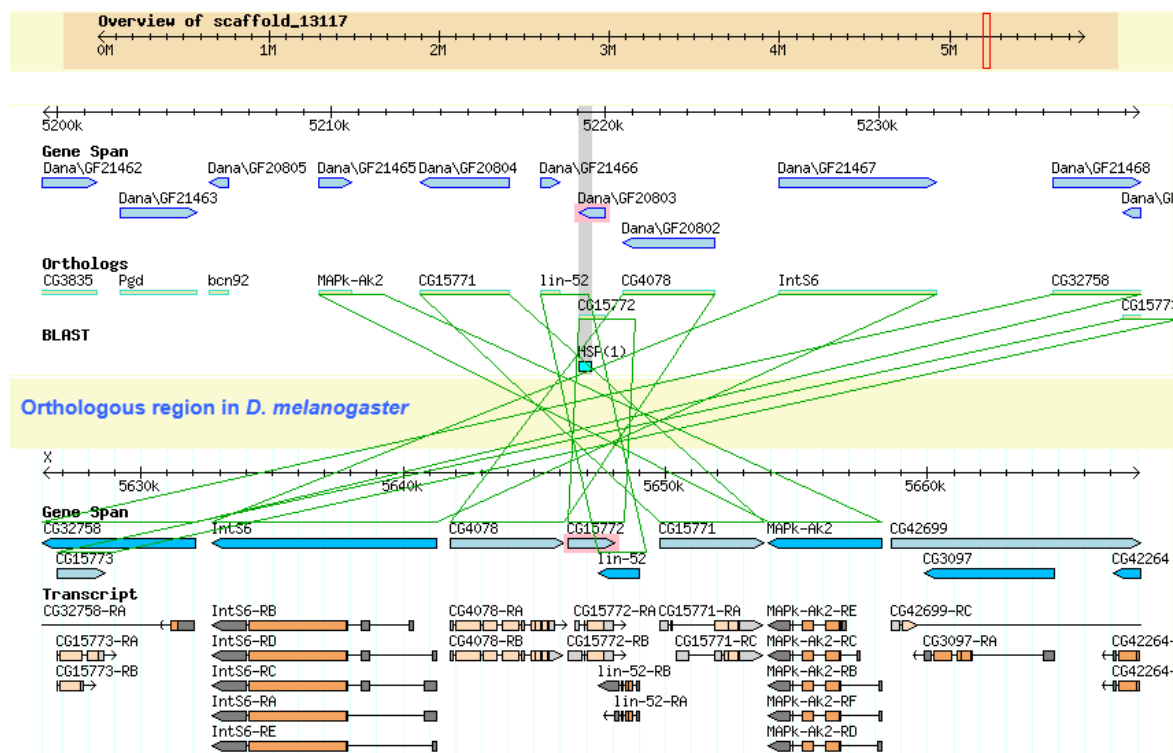 Overview of scaffold_13117
0M 1M 2M 3M 4M 5M
5200k 5210k 5220k 5230k
Gene Span
Dana\GF21462 Dana\GF20805 Dana\GF21465 Dana\GF20804 Dana\GF21466 Dana\GF21467 Dana\GF21468
Dana\GF21463 Dana\GF20803
Dana\GF20802
Orthologs
CG3835 Pgd bcn92 MAPk-Ak2 CG15771 lin-52 CG4078 IntS6 CG32758
CG15772 CG15773
BLAST
HSP(1)
Orthologous region in D. melanogaster
X
5630k 5640k 5650k 5660k
Gene Span
CG32758 IntS6 CG4078 CG15772 CG15771 MAPk-Ak2 CG42699
CG15773 lin-52 CG3097 CG42264
Transcript
CG32758-RA IntS6-RB CG4078-RA CG15772-RA CG15771-RA MAPk-Ak2-RE CG42699-RC
CG15773-RA IntS6-RD CG4078-RB CG15772-RB CG15771-RC MAPk-Ak2-RC CG3097-RA CG42264-
CG15773-RB IntS6-RC lin-52-RB MAPk-Ak2-RB CG42264-
IntS6-RA lin-52-RA MAPk-Ak2-RF
IntS6-RE MAPk-Ak2-RD